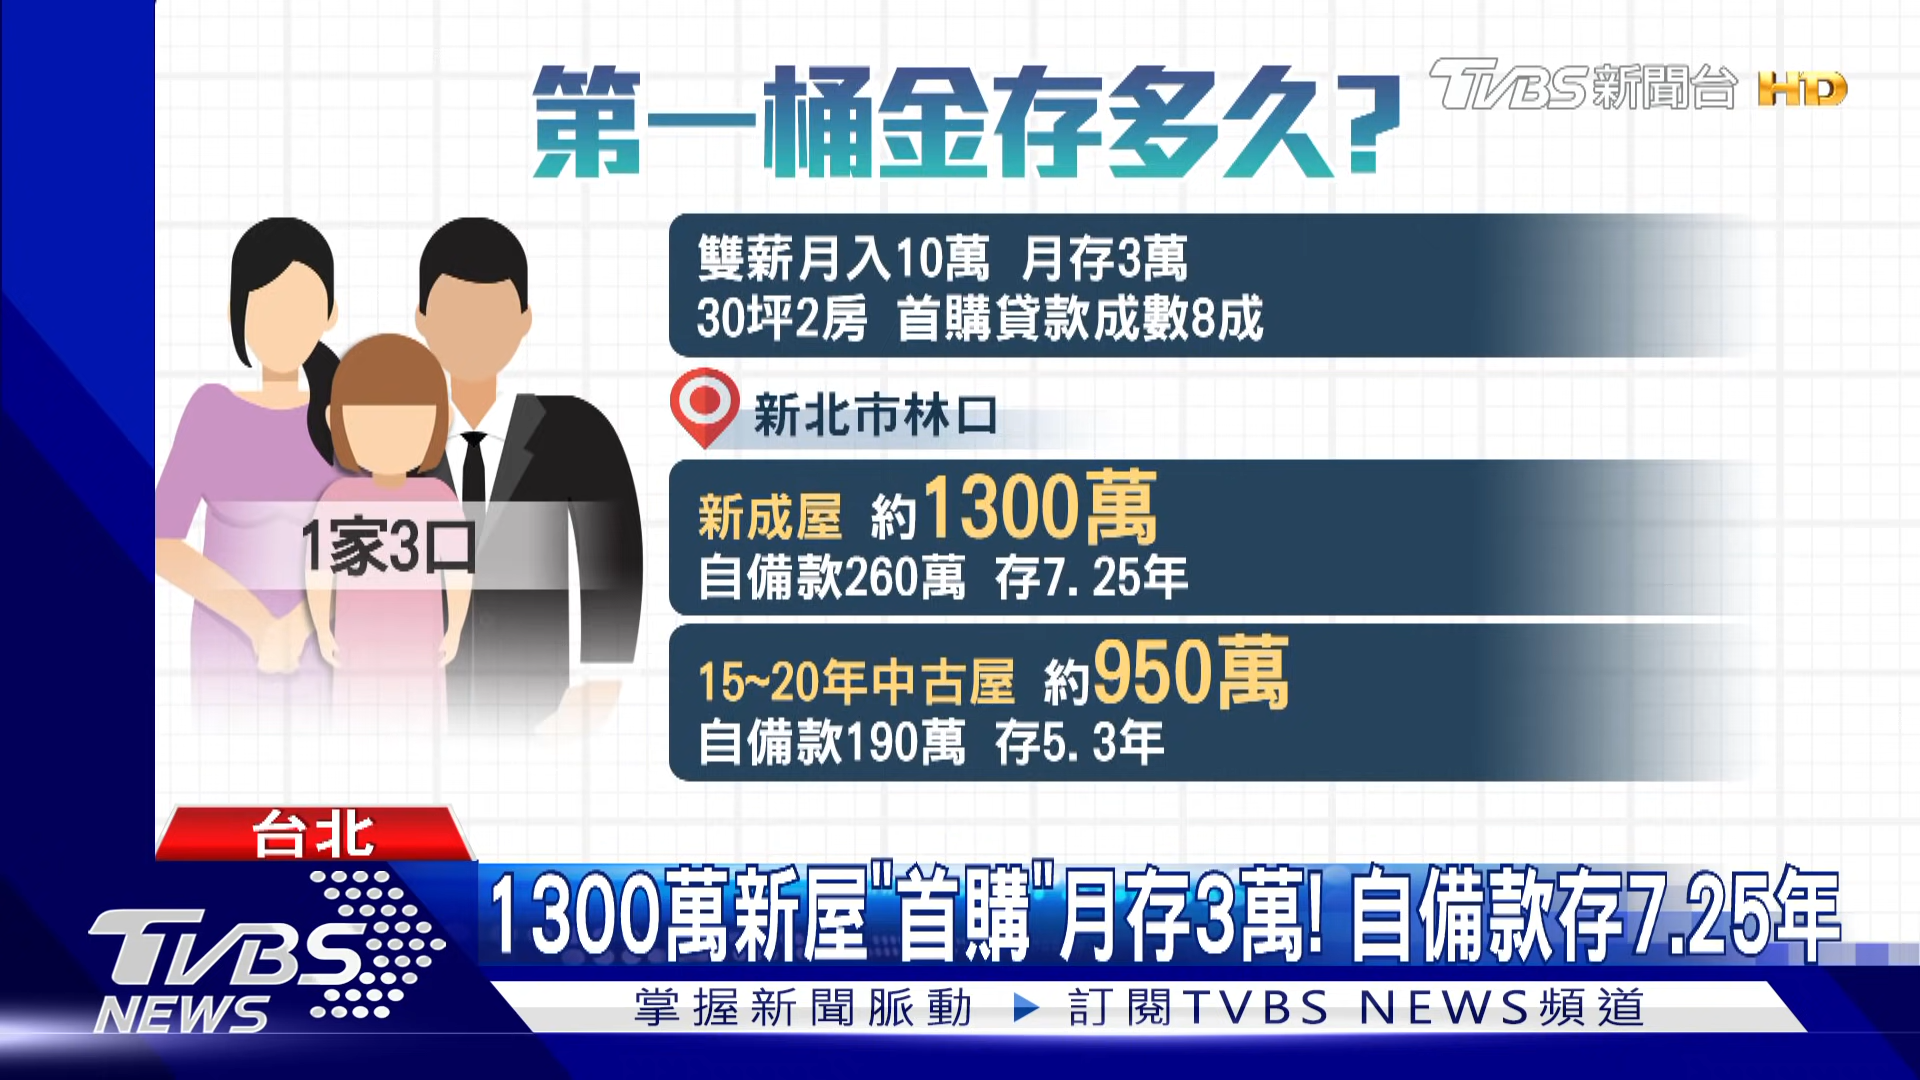 第一桶金存多久?
TVBS新聞台 HD
雙薪月入10萬 月存3萬
30坪2房 首購貸款成數8成
新北市林口
新成屋 約1300萬
自備款260萬 存7.25年
1家3口
15~20年中古屋 約950萬
自備款190萬 存5.3年
台北
1300萬新屋"首購"月存3萬! 自備款存7.25年
TVBS NEWS
掌握新聞脈動 ▶ 訂閱TVBS NEWS頻道